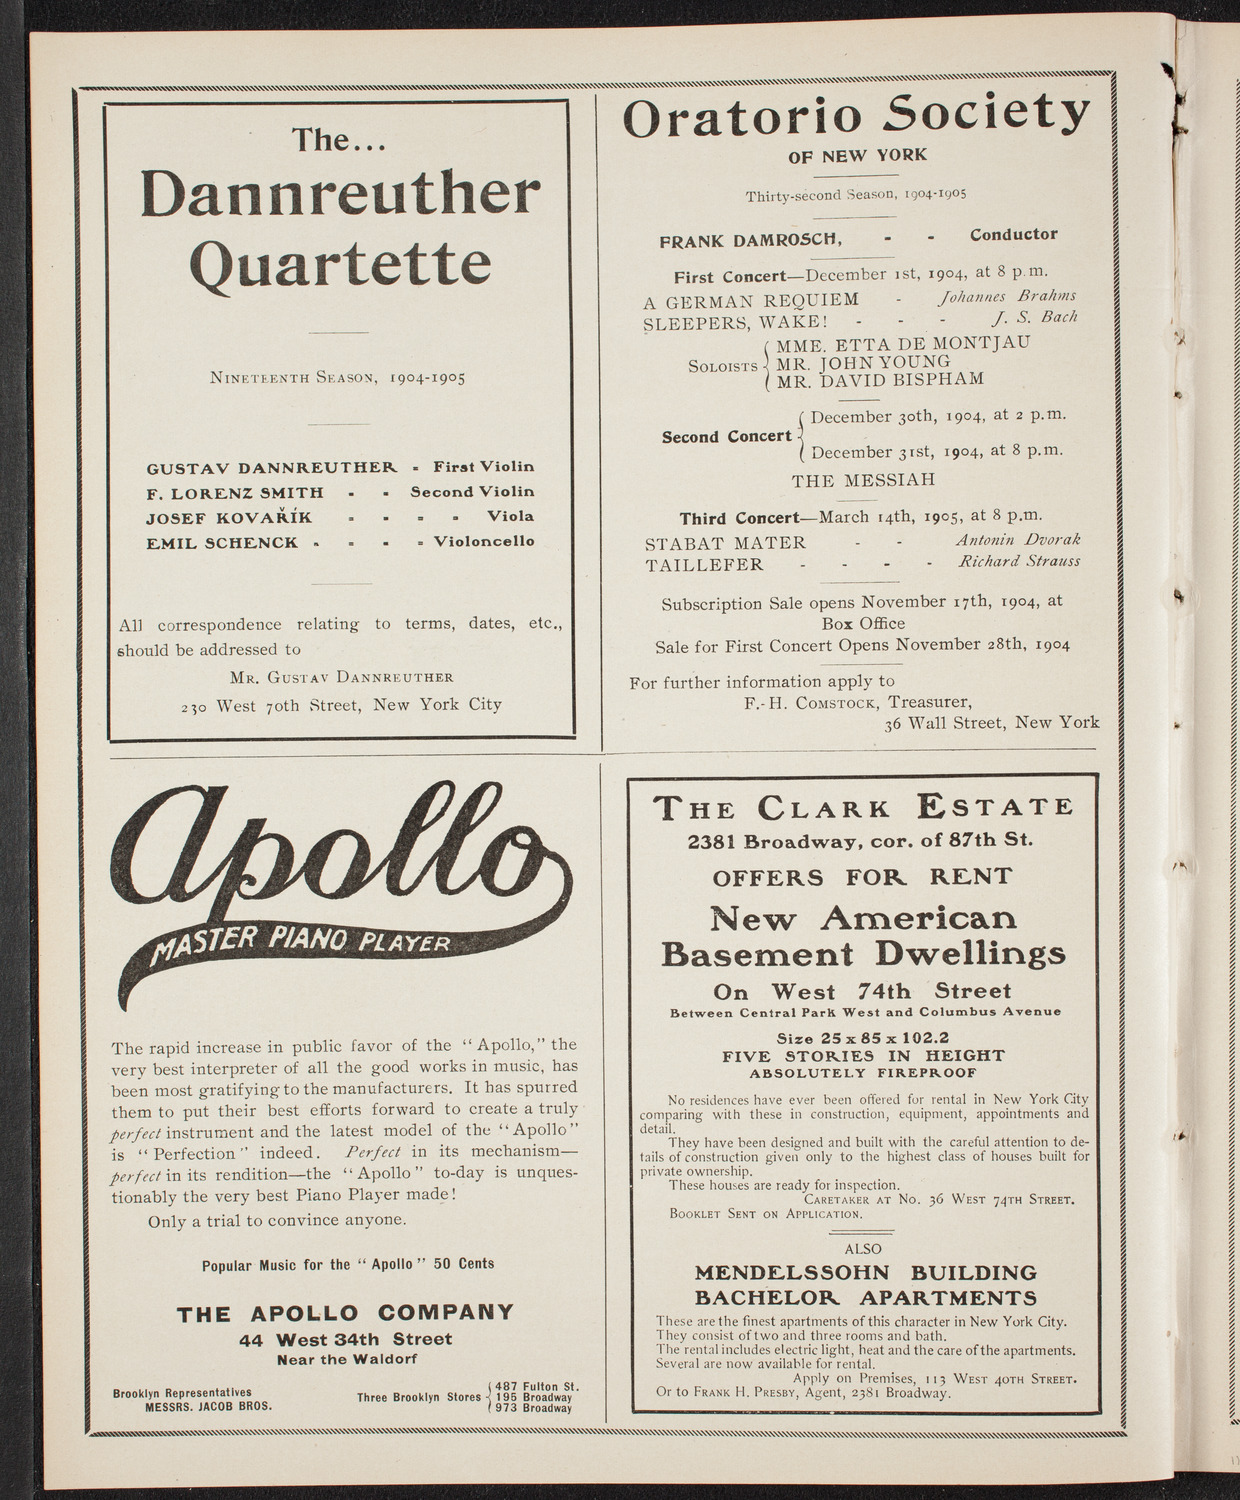 The...
Dannreuther
Quartette
Nineteenth Season, 1904-1905
GUSTAV DANNREUTHER - First Violin
F. LORENZ SMITH - - Second Violin
JOSEF KOVAŘÍK - - - - Viola
EMIL SCHENCK - - - - Violoncello
All correspondence relating to terms, dates, etc.,
should be addressed to
Mr. Gustav Dannreuther
230 West 70th Street, New York City
Oratorio Society
OF NEW YORK
Thirty-second Season, 1904-1905
FRANK DAMROSCH, - - Conductor
First Concert—December 1st, 1904, at 8 p.m.
A GERMAN REQUIEM - Johannes Brahms
SLEEPERS, WAKE! - - - J. S. Bach
Soloists { MME. ETTA DE MONTJAU
MR. JOHN YOUNG
MR. DAVID BISPHAM
Second Concert { December 30th, 1904, at 2 p.m.
December 31st, 1904, at 8 p.m.
THE MESSIAH
Third Concert—March 14th, 1905, at 8 p.m.
STABAT MATER - - Antonin Dvorak
TAILLEFER - - - - Richard Strauss
Subscription Sale opens November 17th, 1904, at
Box Office
Sale for First Concert Opens November 28th, 1904
For further information apply to
F.-H. Comstock, Treasurer,
36 Wall Street, New York
Apollo
MASTER PIANO PLAYER
The rapid increase in public favor of the “Apollo,” the
very best interpreter of all the good works in music, has
been most gratifying to the manufacturers. It has spurred
them to put their best efforts forward to create a truly
perfect instrument and the latest model of the “Apollo”
is “Perfection” indeed. Perfect in its mechanism—
perfect in its rendition—the “Apollo” to-day is unques-
tionably the very best Piano Player made!
Only a trial to convince anyone.
Popular Music for the “Apollo” 50 Cents
THE APOLLO COMPANY
44 West 34th Street
Near the Waldorf
Brooklyn Representatives
MESSRS. JACOB BROS.
Three Brooklyn Stores { 487 Fulton St.
195 Broadway
973 Broadway
The Clark Estate
2381 Broadway, cor. of 87th St.
OFFERS FOR RENT
New American
Basement Dwellings
On West 74th Street
Between Central Park West and Columbus Avenue
Size 25 x 85 x 102.2
FIVE STORIES IN HEIGHT
ABSOLUTELY FIREPROOF
No residences have ever been offered for rental in New York City
comparing with these in construction, equipment, appointments and
detail.
They have been designed and built with the careful attention to de-
tails of construction given only to the highest class of houses built for
private ownership.
These houses are ready for inspection.
Caretaker at No. 36 West 74th Street.
Booklet Sent on Application.
ALSO
MENDELSSOHN BUILDING
BACHELOR APARTMENTS
These are the finest apartments of this character in New York City.
They consist of two and three rooms and bath.
The rental includes electric light, heat and the care of the apartments.
Several are now available for rental.
Apply on Premises, 113 West 40th Street.
Or to Frank H. Presby, Agent, 2381 Broadway.